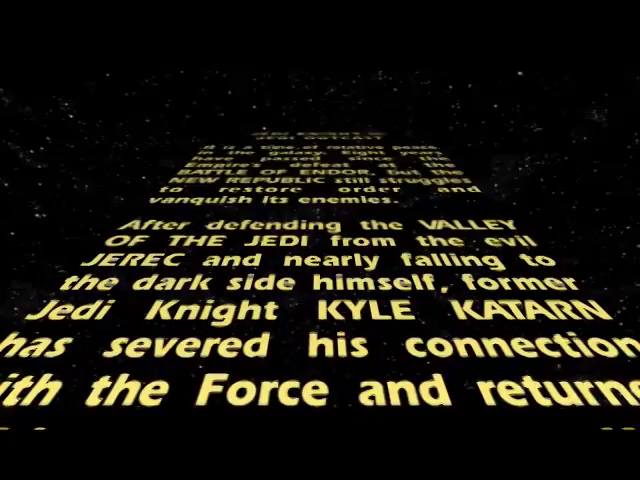 It is a time of relative peace
in the galaxy. Eight years
have passed since the
Empire's defeat at the
BATTLE OF ENDOR, but the
NEW REPUBLIC still struggles
to restore order and
vanquish its enemies.
After defending the VALLEY
OF THE JEDI from the evil
JEREC and nearly falling to
the dark side himself, former
Jedi Knight KYLE KATARN
has severed his connection
ith the Force and returns